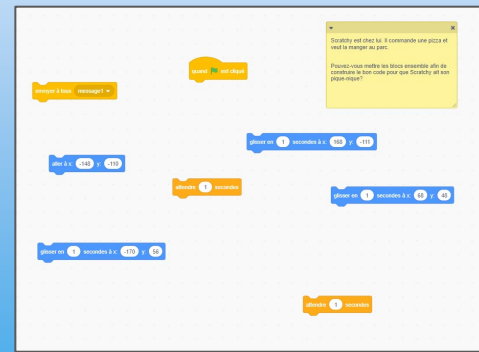 Scratchy est chez lui. Il commande une pizza et
veut la manger au parc.
Pouvez-vous mettre les blocs ensemble afin de
construire le bon code pour que Scratchy ait son
pique-nique?
quand est cliqué
envoyer à tous message1
glisser en 1 secondes à x: 168 y: -111
aller à x: -148 y: -110
attendre 1 secondes
glisser en 1 secondes à x: 68 y: 48
glisser en 1 secondes à x: -170 y: 56
attendre 1 secondes